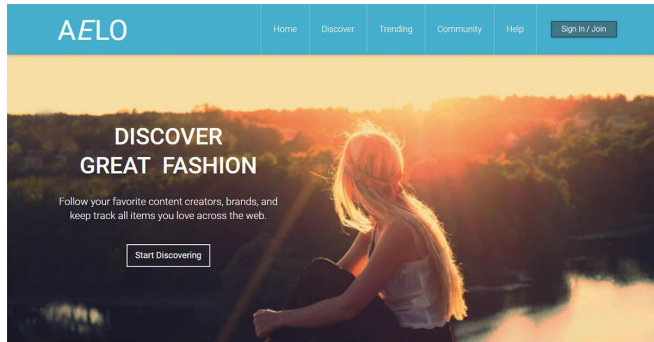 AELO
Home
Discover
Trending
Community
Help
Sign In / Join
DISCOVER
GREAT FASHION
Follow your favorite content creators, brands, and
keep track all items you love across the web.
Start Discovering